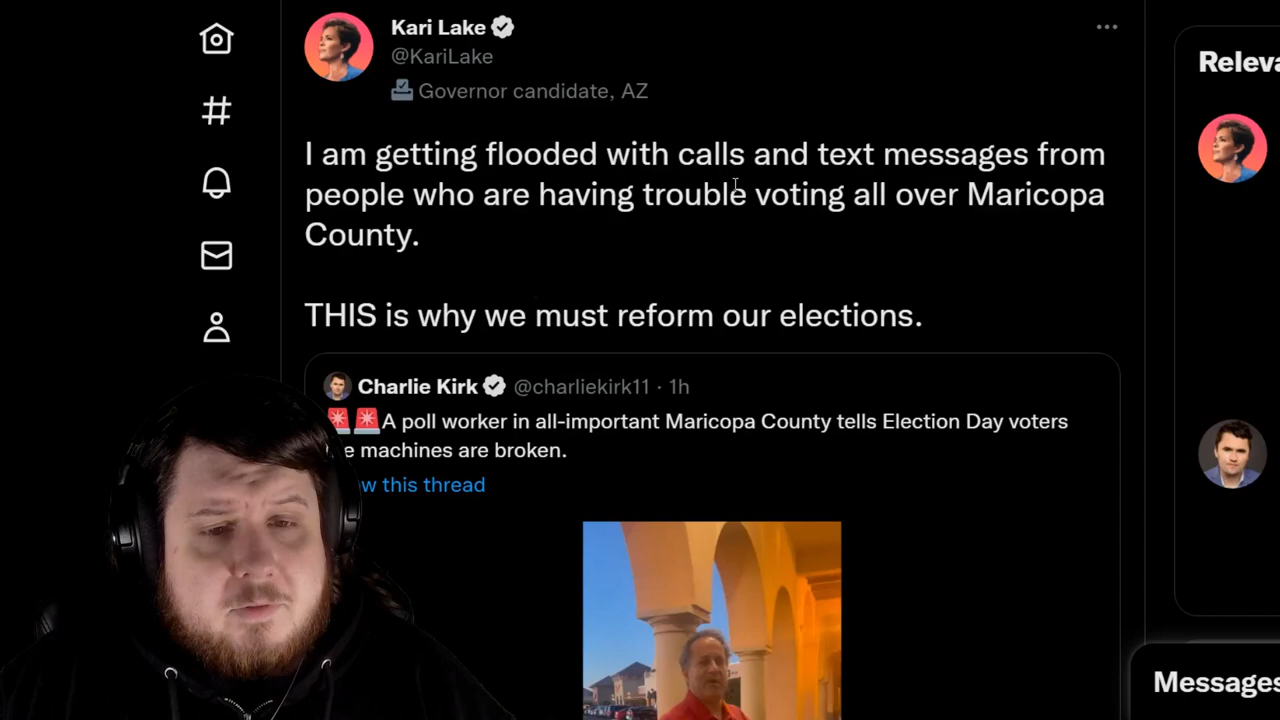 Kari Lake
@KariLake
Governor candidate, AZ
I am getting flooded with calls and text messages from
people who are having trouble voting all over Maricopa
County.
THIS is why we must reform our elections.
Charlie Kirk @charliekirk11 · 1h
🚨🚨A poll worker in all-important Maricopa County tells Election Day voters
machines are broken.
this thread
Releva
Messages